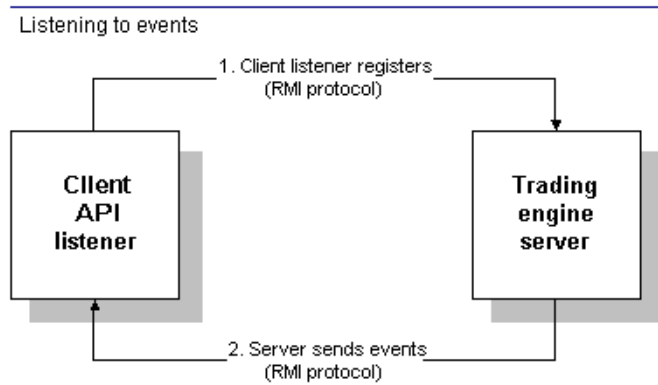 Listening to events
1. Client listener registers
(RMI protocol)
Client
API
listener
Trading
engine
server
2. Server sends events
(RMI protocol)